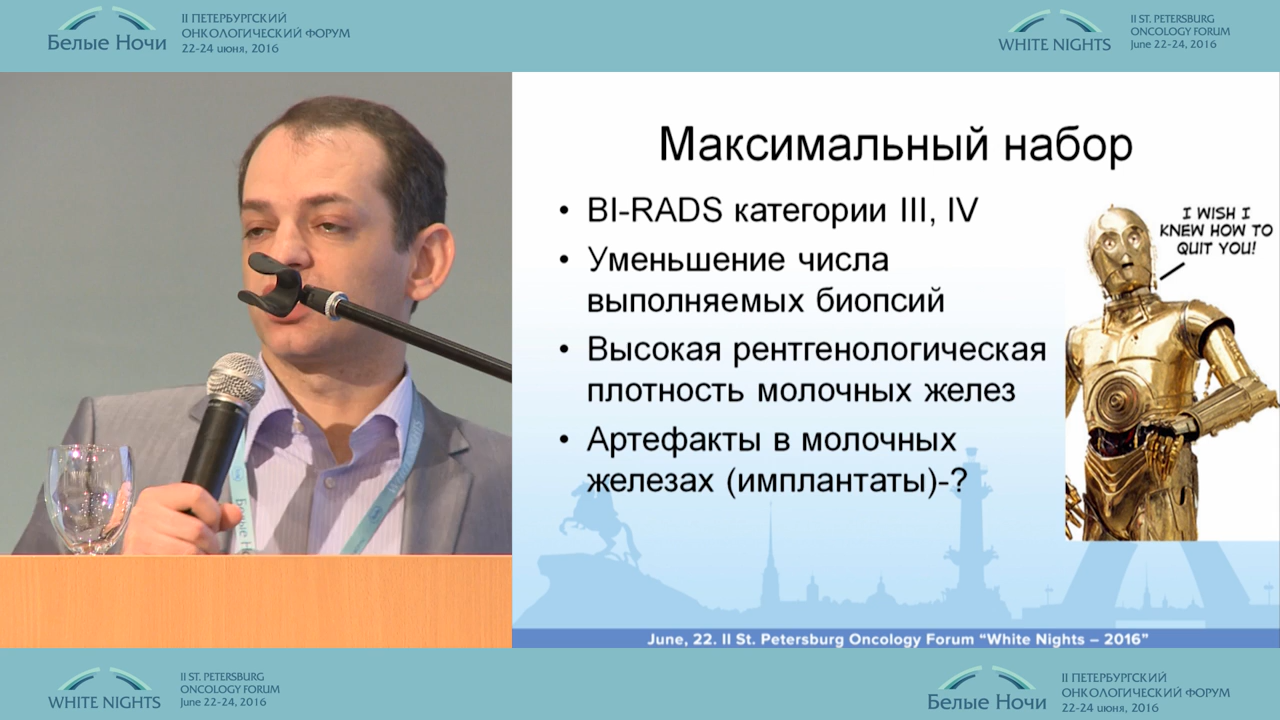 Белые Ночи
II ПЕТЕРБУРГСКИЙ
ОНКОЛОГИЧЕСКИЙ ФОРУМ
22-24 июня, 2016
WHITE NIGHTS
II ST. PETERSBURG
ONCOLOGY FORUM
June 22-24, 2016
Максимальный набор
• BI-RADS категории III, IV
• Уменьшение числа
выполняемых биопсий
• Высокая рентгенологическая
плотность молочных желез
• Артефакты в молочных
железах (имплантаты)-?
I WISH I
KNEW HOW TO
QUIT YOU!
June, 22. II St. Petersburg Oncology Forum “White Nights – 2016”
WHITE NIGHTS
II ST. PETERSBURG
ONCOLOGY FORUM
June 22-24, 2016
Белые Ночи
II ПЕТЕРБУРГСКИЙ
ОНКОЛОГИЧЕСКИЙ ФОРУМ
22-24 июня, 2016